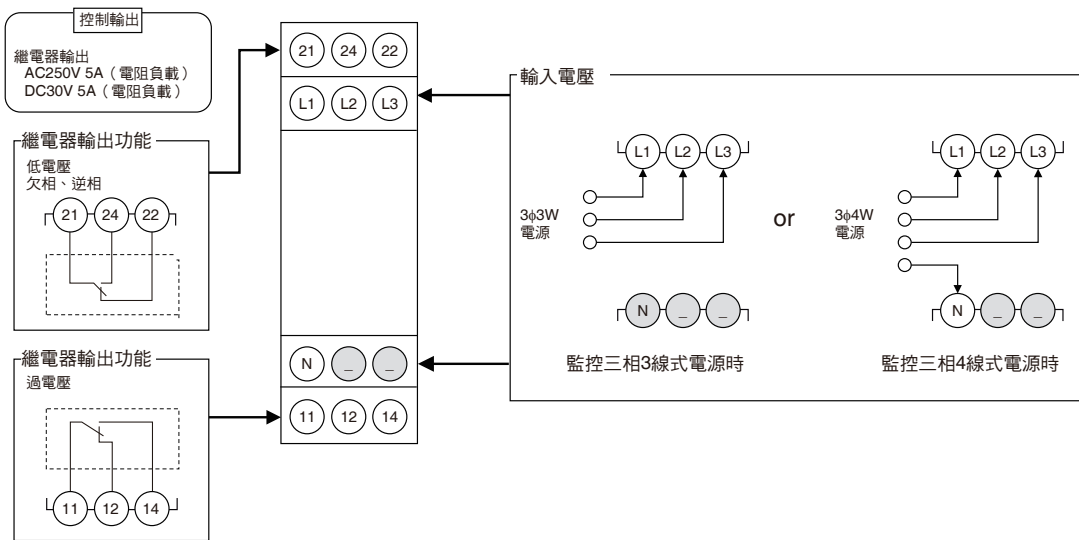 控制輸出
繼電器輸出
AC250V 5A（電阻負載）
DC30V 5A（電阻負載）
繼電器輸出功能
低電壓
欠相、逆相
21 24 22
繼電器輸出功能
過電壓
11 12 14
21 24 22
L1 L2 L3
N _ _
11 12 14
輸入電壓
L1 L2 L3
3φ3W
電源
N _ _
監控三相3線式電源時
or
L1 L2 L3
3φ4W
電源
N _ _
監控三相4線式電源時